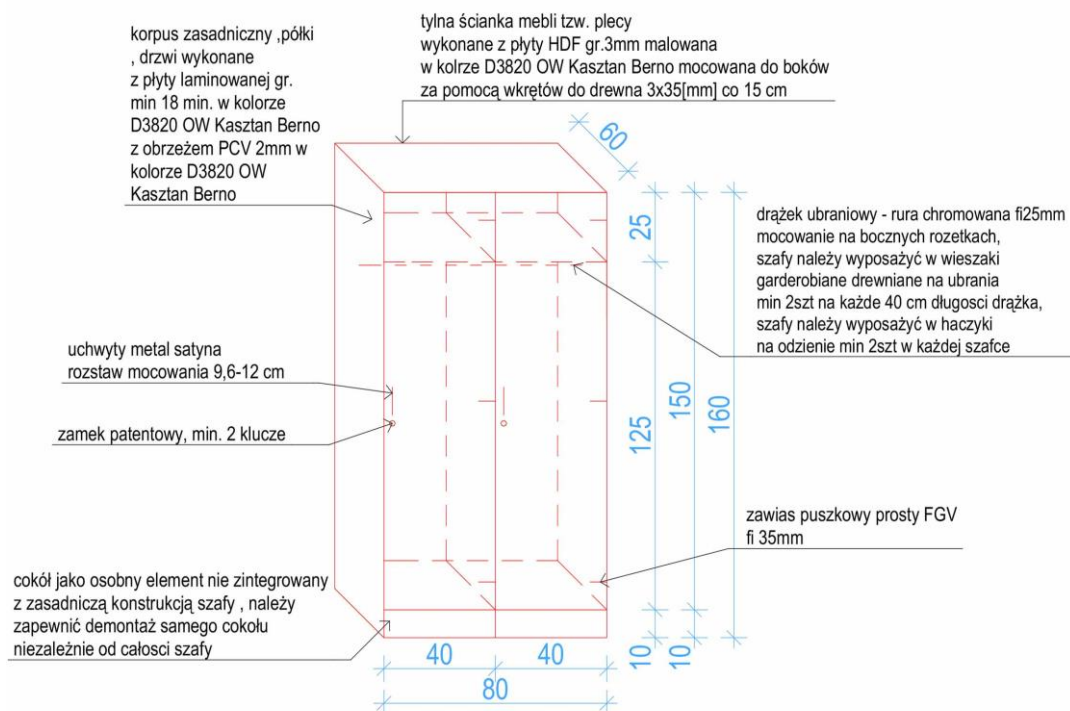 korpus zasadniczny ,półki
, drzwi wykonane
z płyty laminowanej gr.
min 18 min. w kolorze
D3820 OW Kasztan Berno
z obrzeżem PCV 2mm w
kolorze D3820 OW
Kasztan Berno
tylna ścianka mebli tzw. plecy
wykonane z płyty HDF gr.3mm malowana
w kolrze D3820 OW Kasztan Berno mocowana do boków
za pomocą wkrętów do drewna 3x35[mm] co 15 cm
60
25
125
150
160
drążek ubraniowy - rura chromowana fi25mm
mocowanie na bocznych rozetkach,
szafy należy wyposażyć w wieszaki
garderobiane drewniane na ubrania
min 2szt na każde 40 cm długosci drążka,
szafy należy wyposażyć w haczyki
na odzienie min 2szt w każdej szafce
uchwyty metal satyna
rozstaw mocowania 9,6-12 cm
zamek patentowy, min. 2 klucze
zawias puszkowy prosty FGV
fi 35mm
cokół jako osobny element nie zintegrowany
z zasadniczą konstrukcją szafy , należy
zapewnić demontaż samego cokołu
niezależnie od całosci szafy
40
40
10
10
80